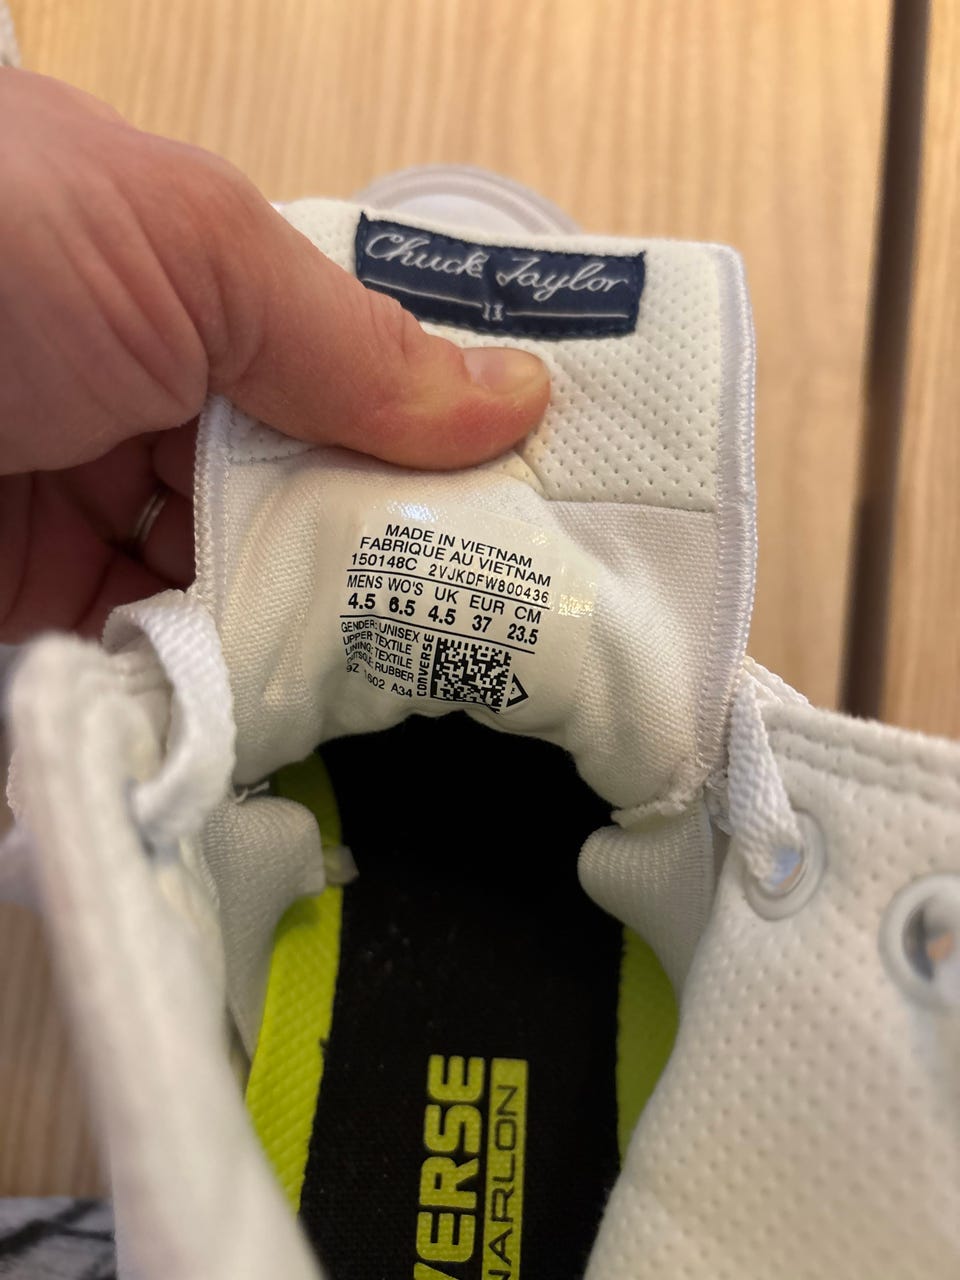 Chuck Taylor
II
MADE IN VIETNAM
FABRIQUE AU VIETNAM
150148C 2VJKDFW800436
MENS WO'S UK EUR CM
4.5 6.5 4.5 37 23.5
GENDER: UNISEX
UPPER: TEXTILE
LINING: TEXTILE
OUTSOLE: RUBBER
9Z 1602 A34
CONVERSE
VERSE
NARLON